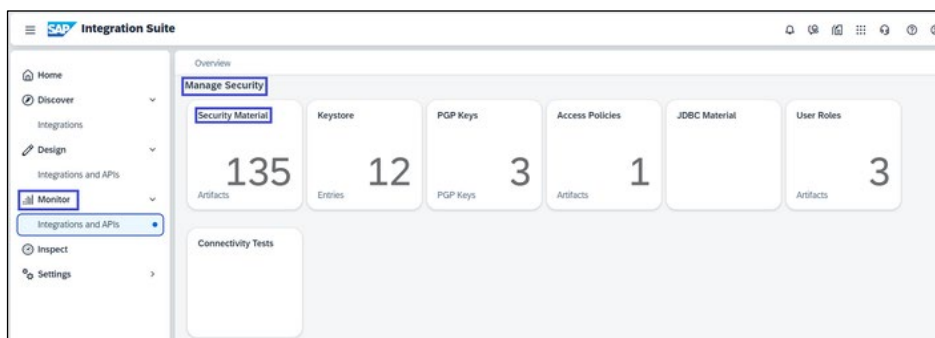 SAP Integration Suite
Home
Discover
Integrations
Design
Integrations and APIs
Monitor
Integrations and APIs
Inspect
Settings
Overview
Manage Security
Security Material
135
Artifacts
Keystore
12
Entries
PGP Keys
3
PGP Keys
Access Policies
1
Artifacts
JDBC Material
User Roles
3
Artifacts
Connectivity Tests